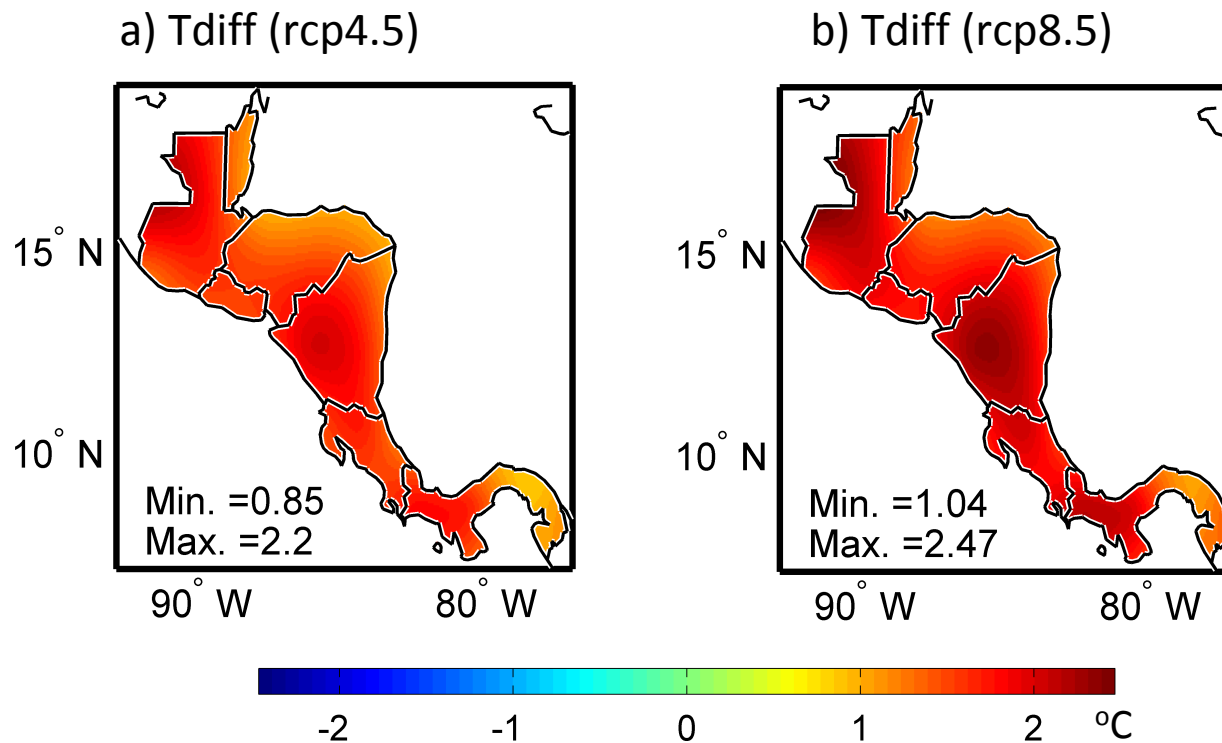 a) Tdiff (rcp4.5)
b) Tdiff (rcp8.5)
15° N
10° N
Min. =0.85
Max. =2.2
90° W
80° W
15° N
10° N
Min. =1.04
Max. =2.47
90° W
80° W
-2 -1 0 1 2 ºC